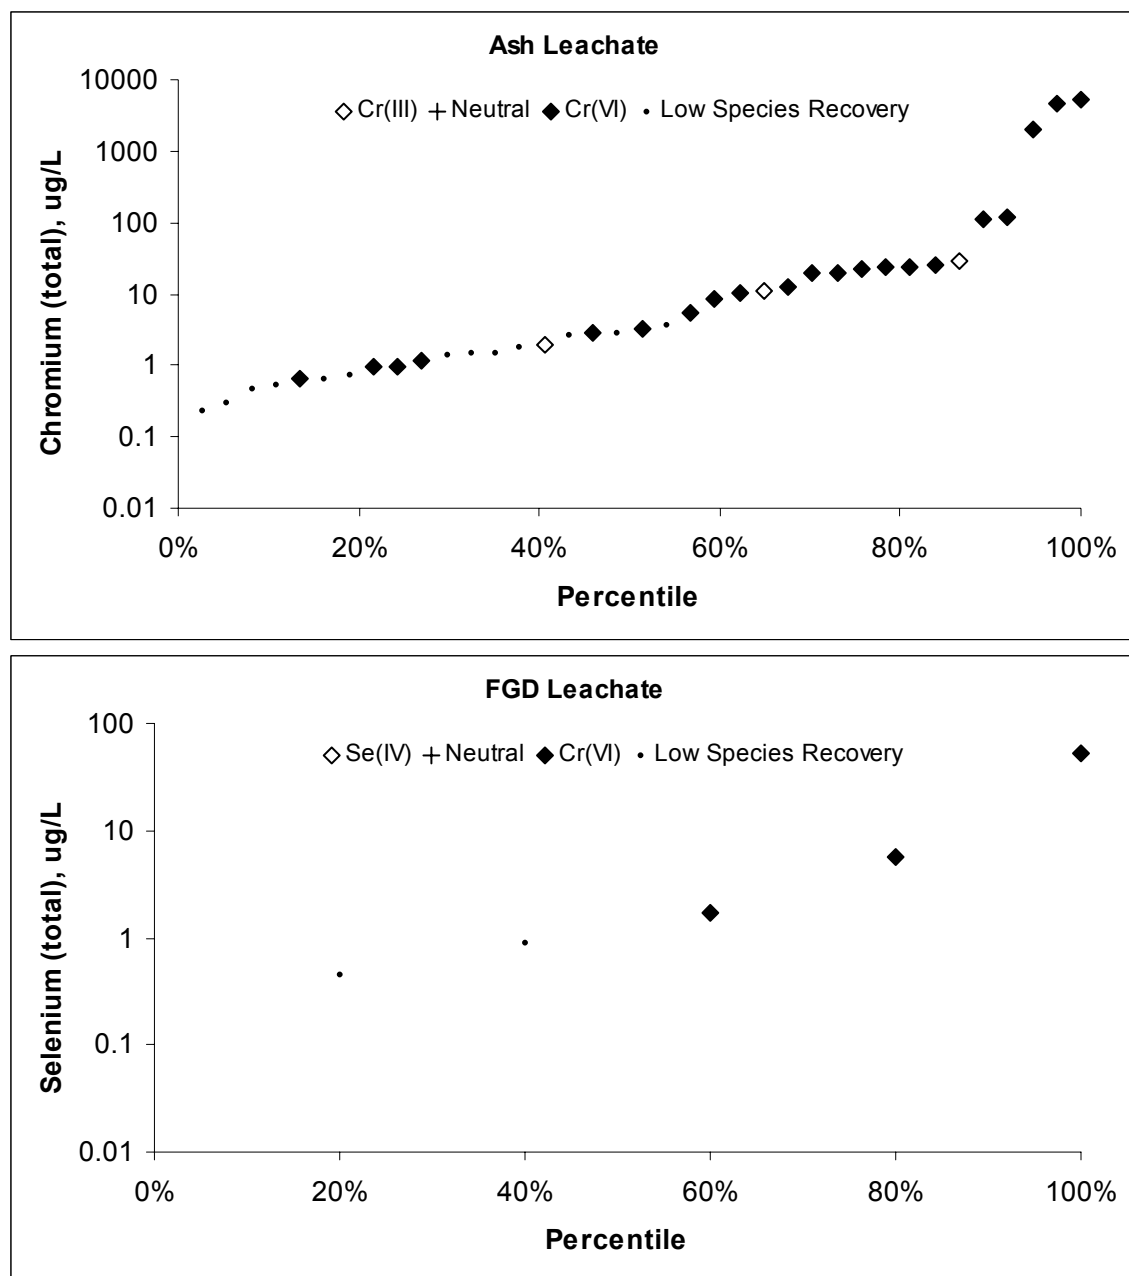 Ash Leachate
10000
1000
100
10
1
0.1
0.01
Chromium (total), ug/L
Cr(III) Neutral Cr(VI) Low Species Recovery
0% 20% 40% 60% 80% 100%
Percentile
FGD Leachate
100
10
1
0.1
0.01
Selenium (total), ug/L
Se(IV) Neutral Cr(VI) Low Species Recovery
0% 20% 40% 60% 80% 100%
Percentile